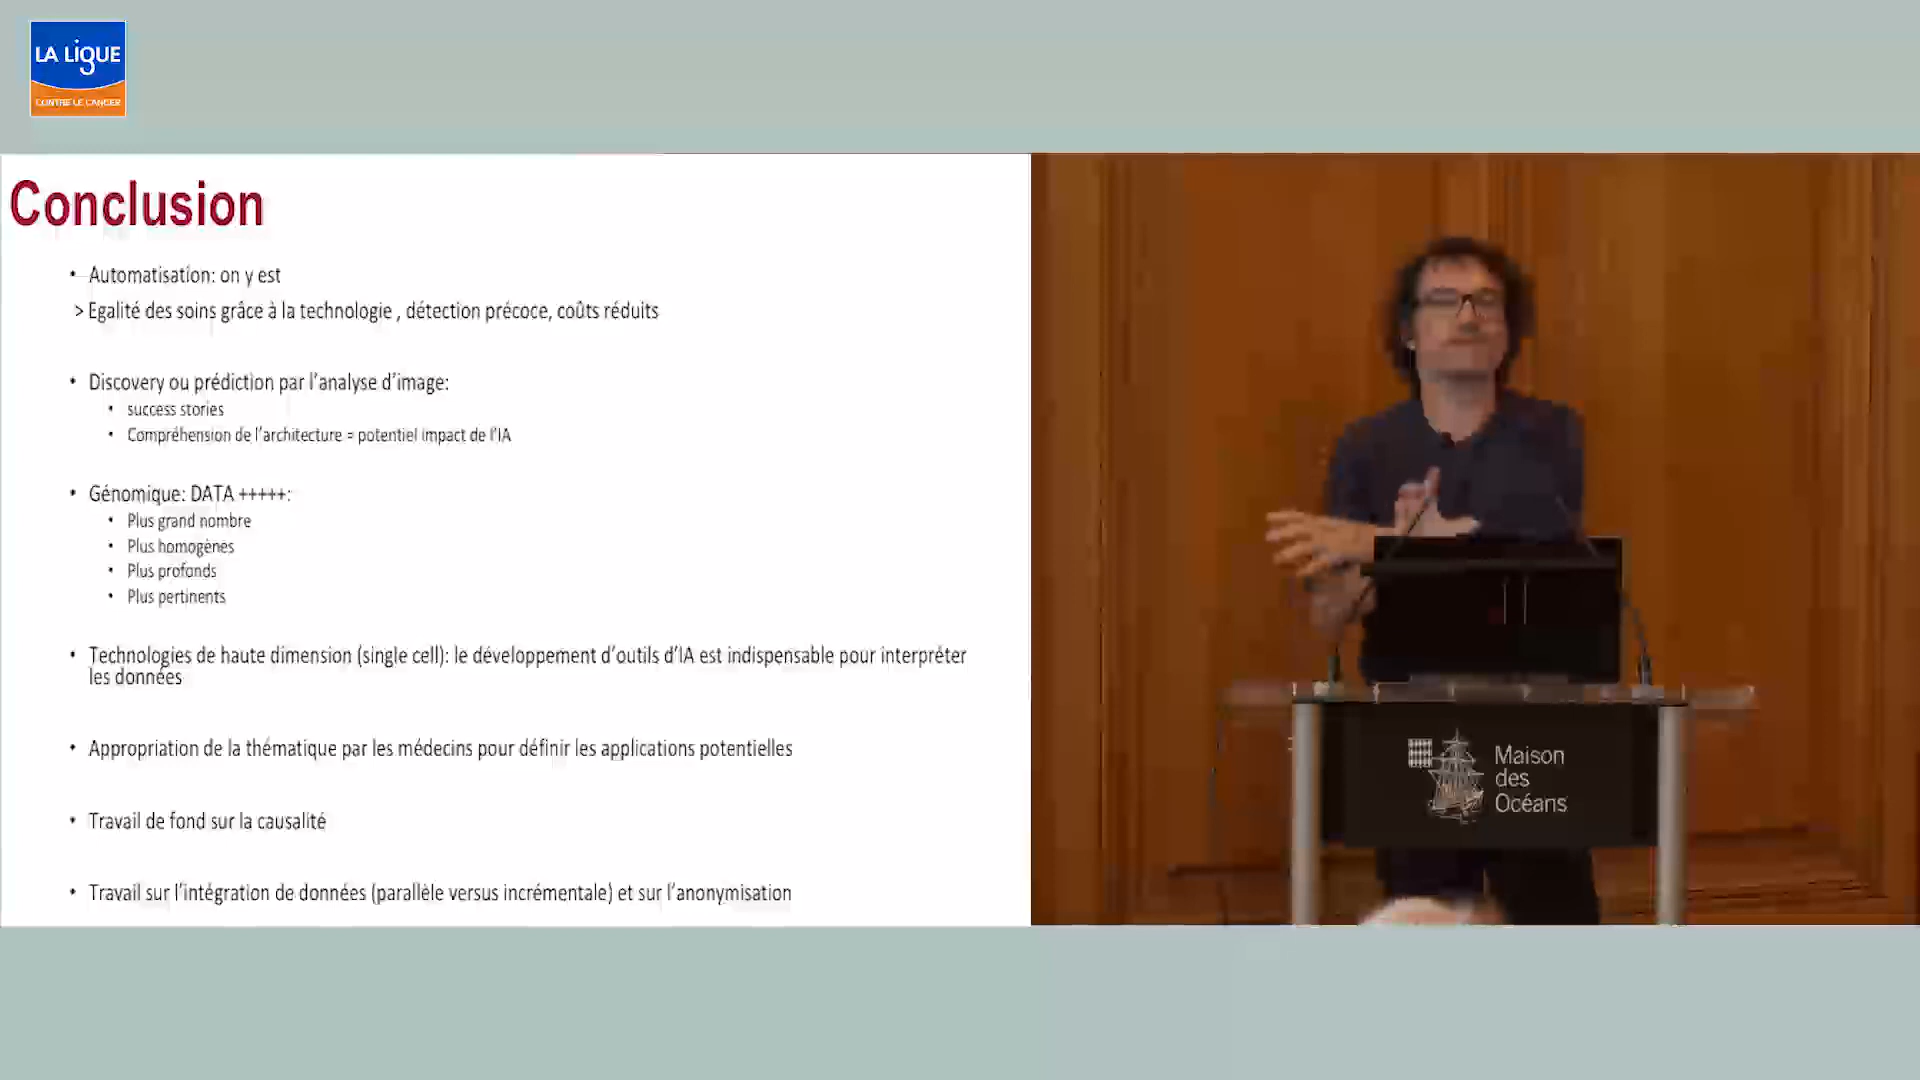 LA LIGUE
CONTRE LE CANCER
Conclusion
• Automatisation: on y est
> Egalité des soins grâce à la technologie , détection précoce, coûts réduits
• Discovery ou prédiction par l'analyse d'image:
• success stories
• Compréhension de l'architecture = potentiel impact de l'IA
• Génomique: DATA +++++:
• Plus grand nombre
• Plus homogènes
• Plus profonds
• Plus pertinents
• Technologies de haute dimension (single cell): le développement d'outils d'IA est indispensable pour interpréter
les données
• Appropriation de la thématique par les médecins pour définir les applications potentielles
• Travail de fond sur la causalité
• Travail sur l'intégration de données (parallèle versus incrémentale) et sur l'anonymisation
Maison
des
Océans